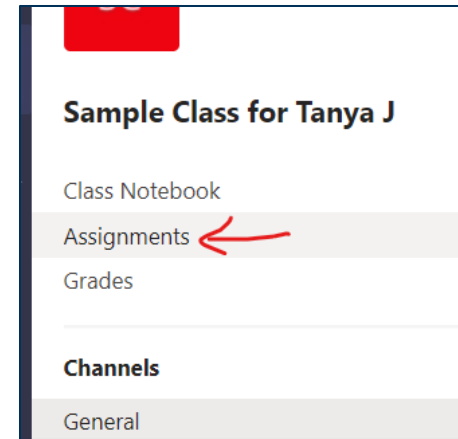 Sample Class for Tanya J
Class Notebook
Assignments
Grades
Channels
General